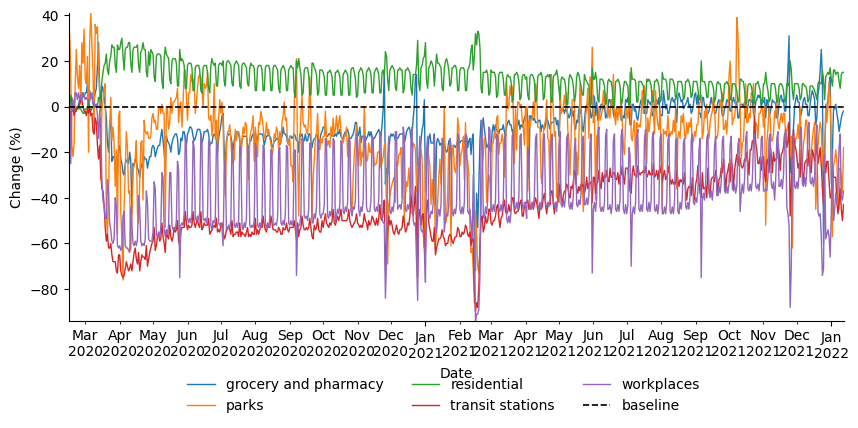 40
20
0
−20
−40
−60
−80
Change (%)
Mar Apr May Jun Jul Aug Sep Oct Nov Dec Jan Feb Mar Apr May Jun Jul Aug Sep Oct Nov Dec Jan
2020 2020 2020 2020 2020 2020 2020 2020 2020 2020 2021 2021 2021 2021 2021 2021 2021 2021 2021 2021 2021 2021 2022
Date
grocery and pharmacy residential workplaces
parks transit stations baseline